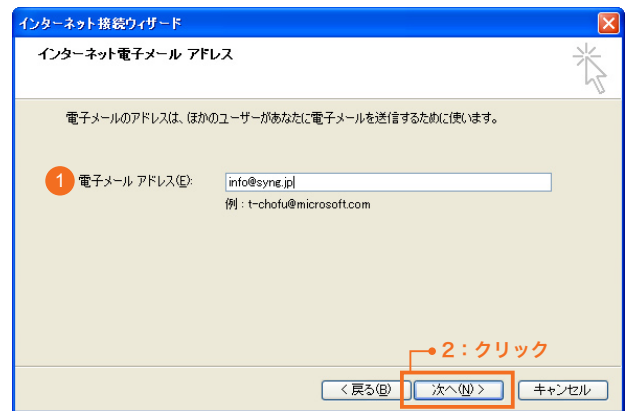 インターネット接続ウィザード
インターネット電子メール アドレス
電子メールのアドレスは、ほかのユーザーがあなたに電子メールを送信するために使います。
1 電子メール アドレス(E): info@syng.jp
例 : t-chofu@microsoft.com
2：クリック
< 戻る(B) 次へ(N) > キャンセル